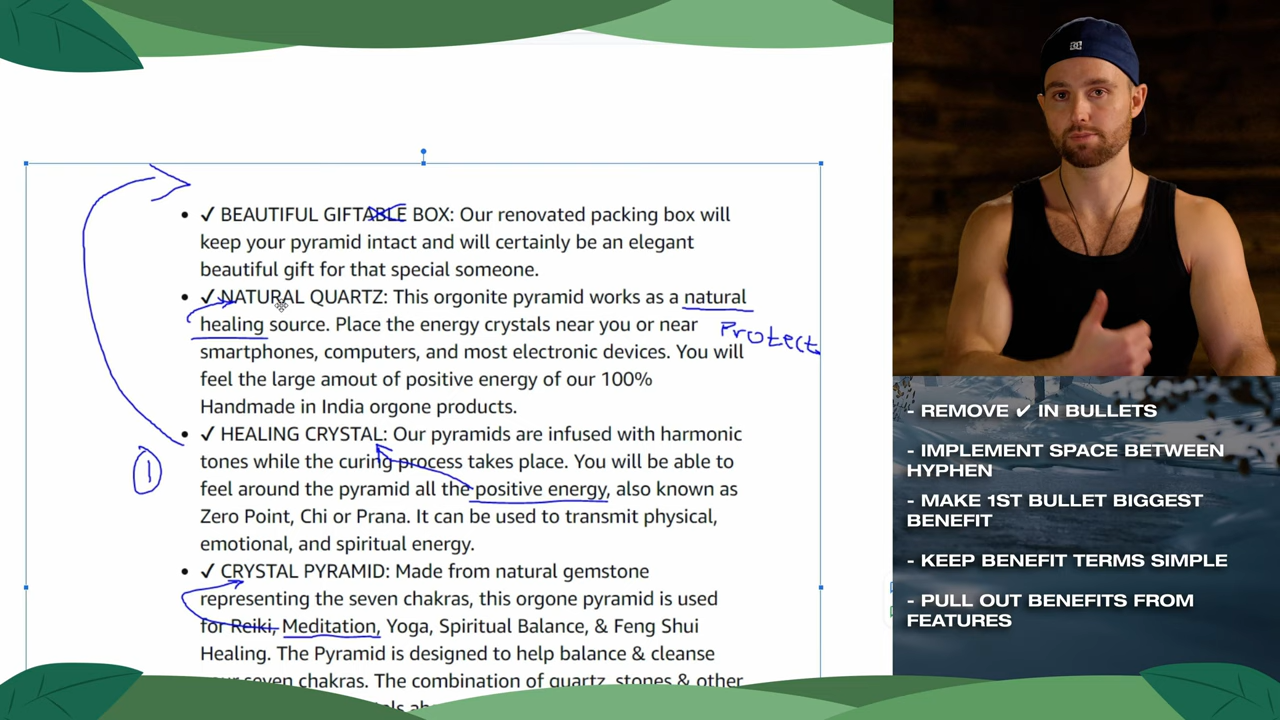 • ✓ BEAUTIFUL GIFTABLE BOX: Our renovated packing box will
keep your pyramid intact and will certainly be an elegant
beautiful gift for that special someone.
• ✓ NATURAL QUARTZ: This orgonite pyramid works as a natural
healing source. Place the energy crystals near you or near
Protect
smartphones, computers, and most electronic devices. You will
feel the large amout of positive energy of our 100%
Handmade in India orgone products.
• ✓ HEALING CRYSTAL: Our pyramids are infused with harmonic
1
tones while the curing process takes place. You will be able to
feel around the pyramid all the positive energy, also known as
Zero Point, Chi or Prana. It can be used to transmit physical,
emotional, and spiritual energy.
• ✓ CRYSTAL PYRAMID: Made from natural gemstone
representing the seven chakras, this orgone pyramid is used
for Reiki, Meditation, Yoga, Spiritual Balance, & Feng Shui
Healing. The Pyramid is designed to help balance & cleanse
your seven chakras. The combination of quartz, stones & other
DC
- REMOVE ✓ IN BULLETS
- IMPLEMENT SPACE BETWEEN
HYPHEN
- MAKE 1ST BULLET BIGGEST
BENEFIT
- KEEP BENEFIT TERMS SIMPLE
- PULL OUT BENEFITS FROM
FEATURES